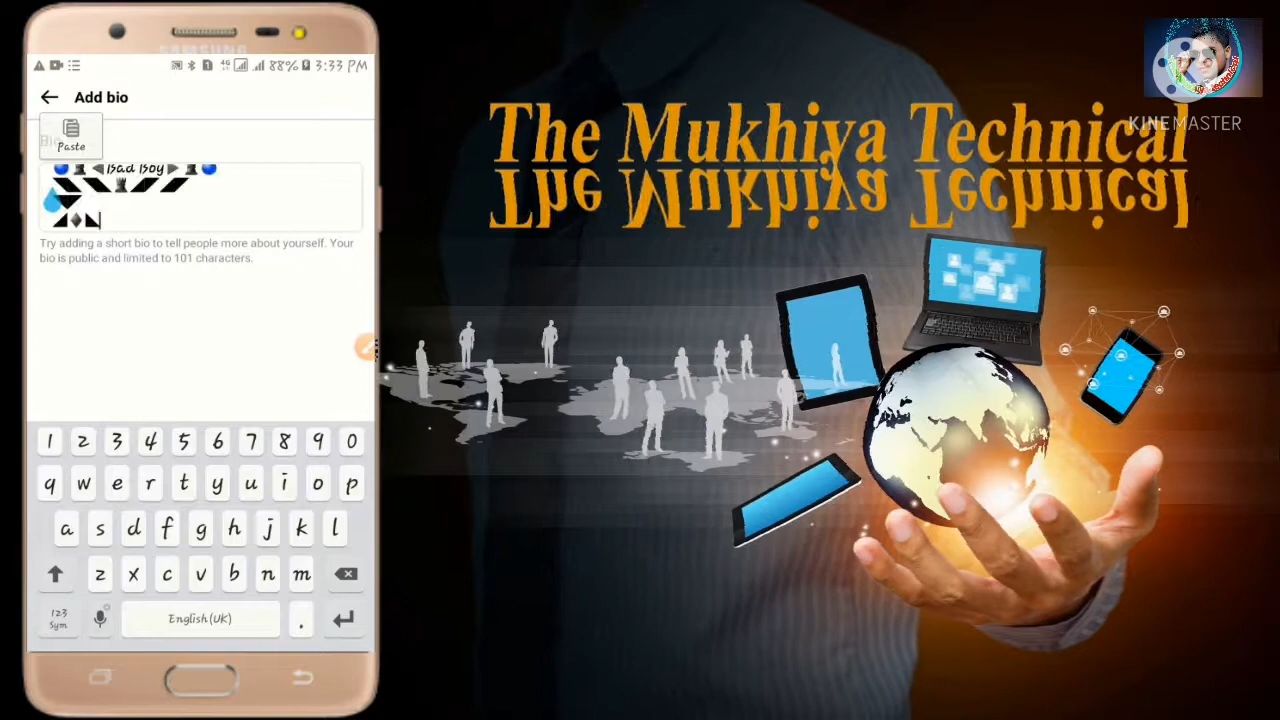 SAMSUNG
88% 3:33 PM
Add bio
Paste
◀Bad Boy▶
Try adding a short bio to tell people more about yourself. Your
bio is public and limited to 101 characters.
1 2 3 4 5 6 7 8 9 0
q w e r t y u i o p
a s d f g h j k l
z x c v b n m
123
Sym
English(UK)
.
The Mukhiya Technical
The Mukhiya Technical
KINEMASTER